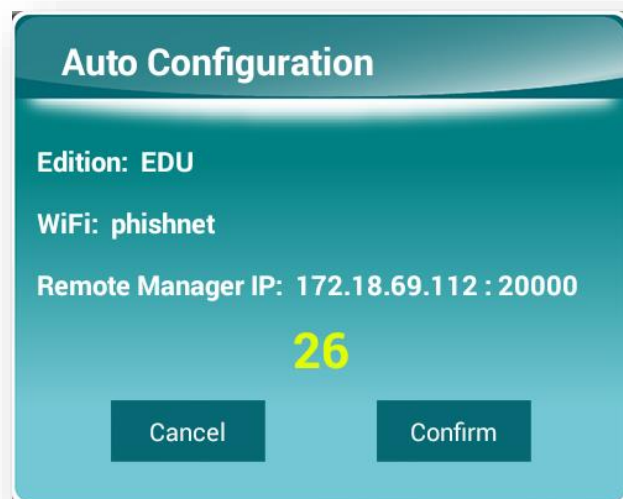 Auto Configuration
Edition: EDU
WiFi: phishnet
Remote Manager IP: 172.18.69.112 : 20000
26
Cancel
Confirm